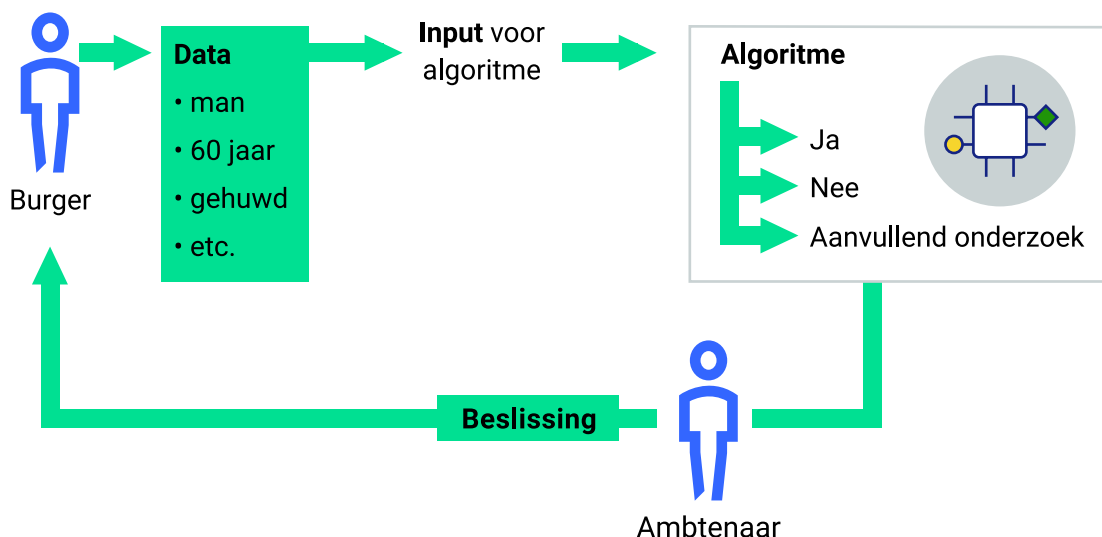 Burger
Data
• man
• 60 jaar
• gehuwd
• etc.
Input voor
algoritme
Algoritme
Ja
Nee
Aanvullend onderzoek
Beslissing
Ambtenaar